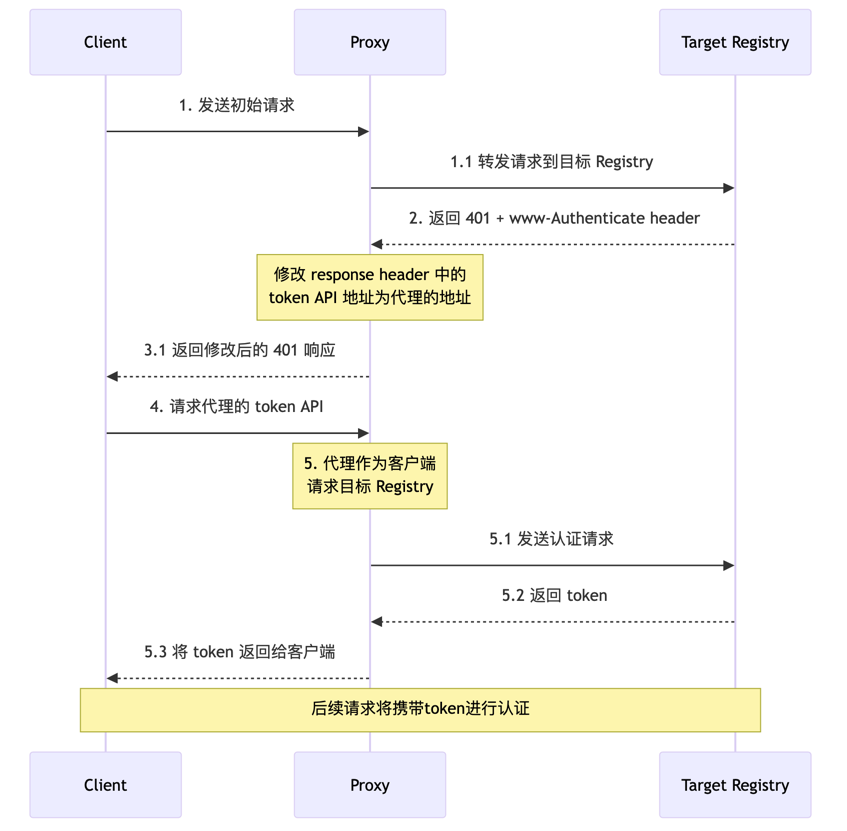 Client
Proxy
Target Registry
1. 发送初始请求
1.1 转发请求到目标 Registry
2. 返回 401 + www-Authenticate header
修改 response header 中的
token API 地址为代理的地址
3.1 返回修改后的 401 响应
4. 请求代理的 token API
5. 代理作为客户端
请求目标 Registry
5.1 发送认证请求
5.2 返回 token
5.3 将 token 返回给客户端
后续请求将携带token进行认证
Client
Proxy
Target Registry